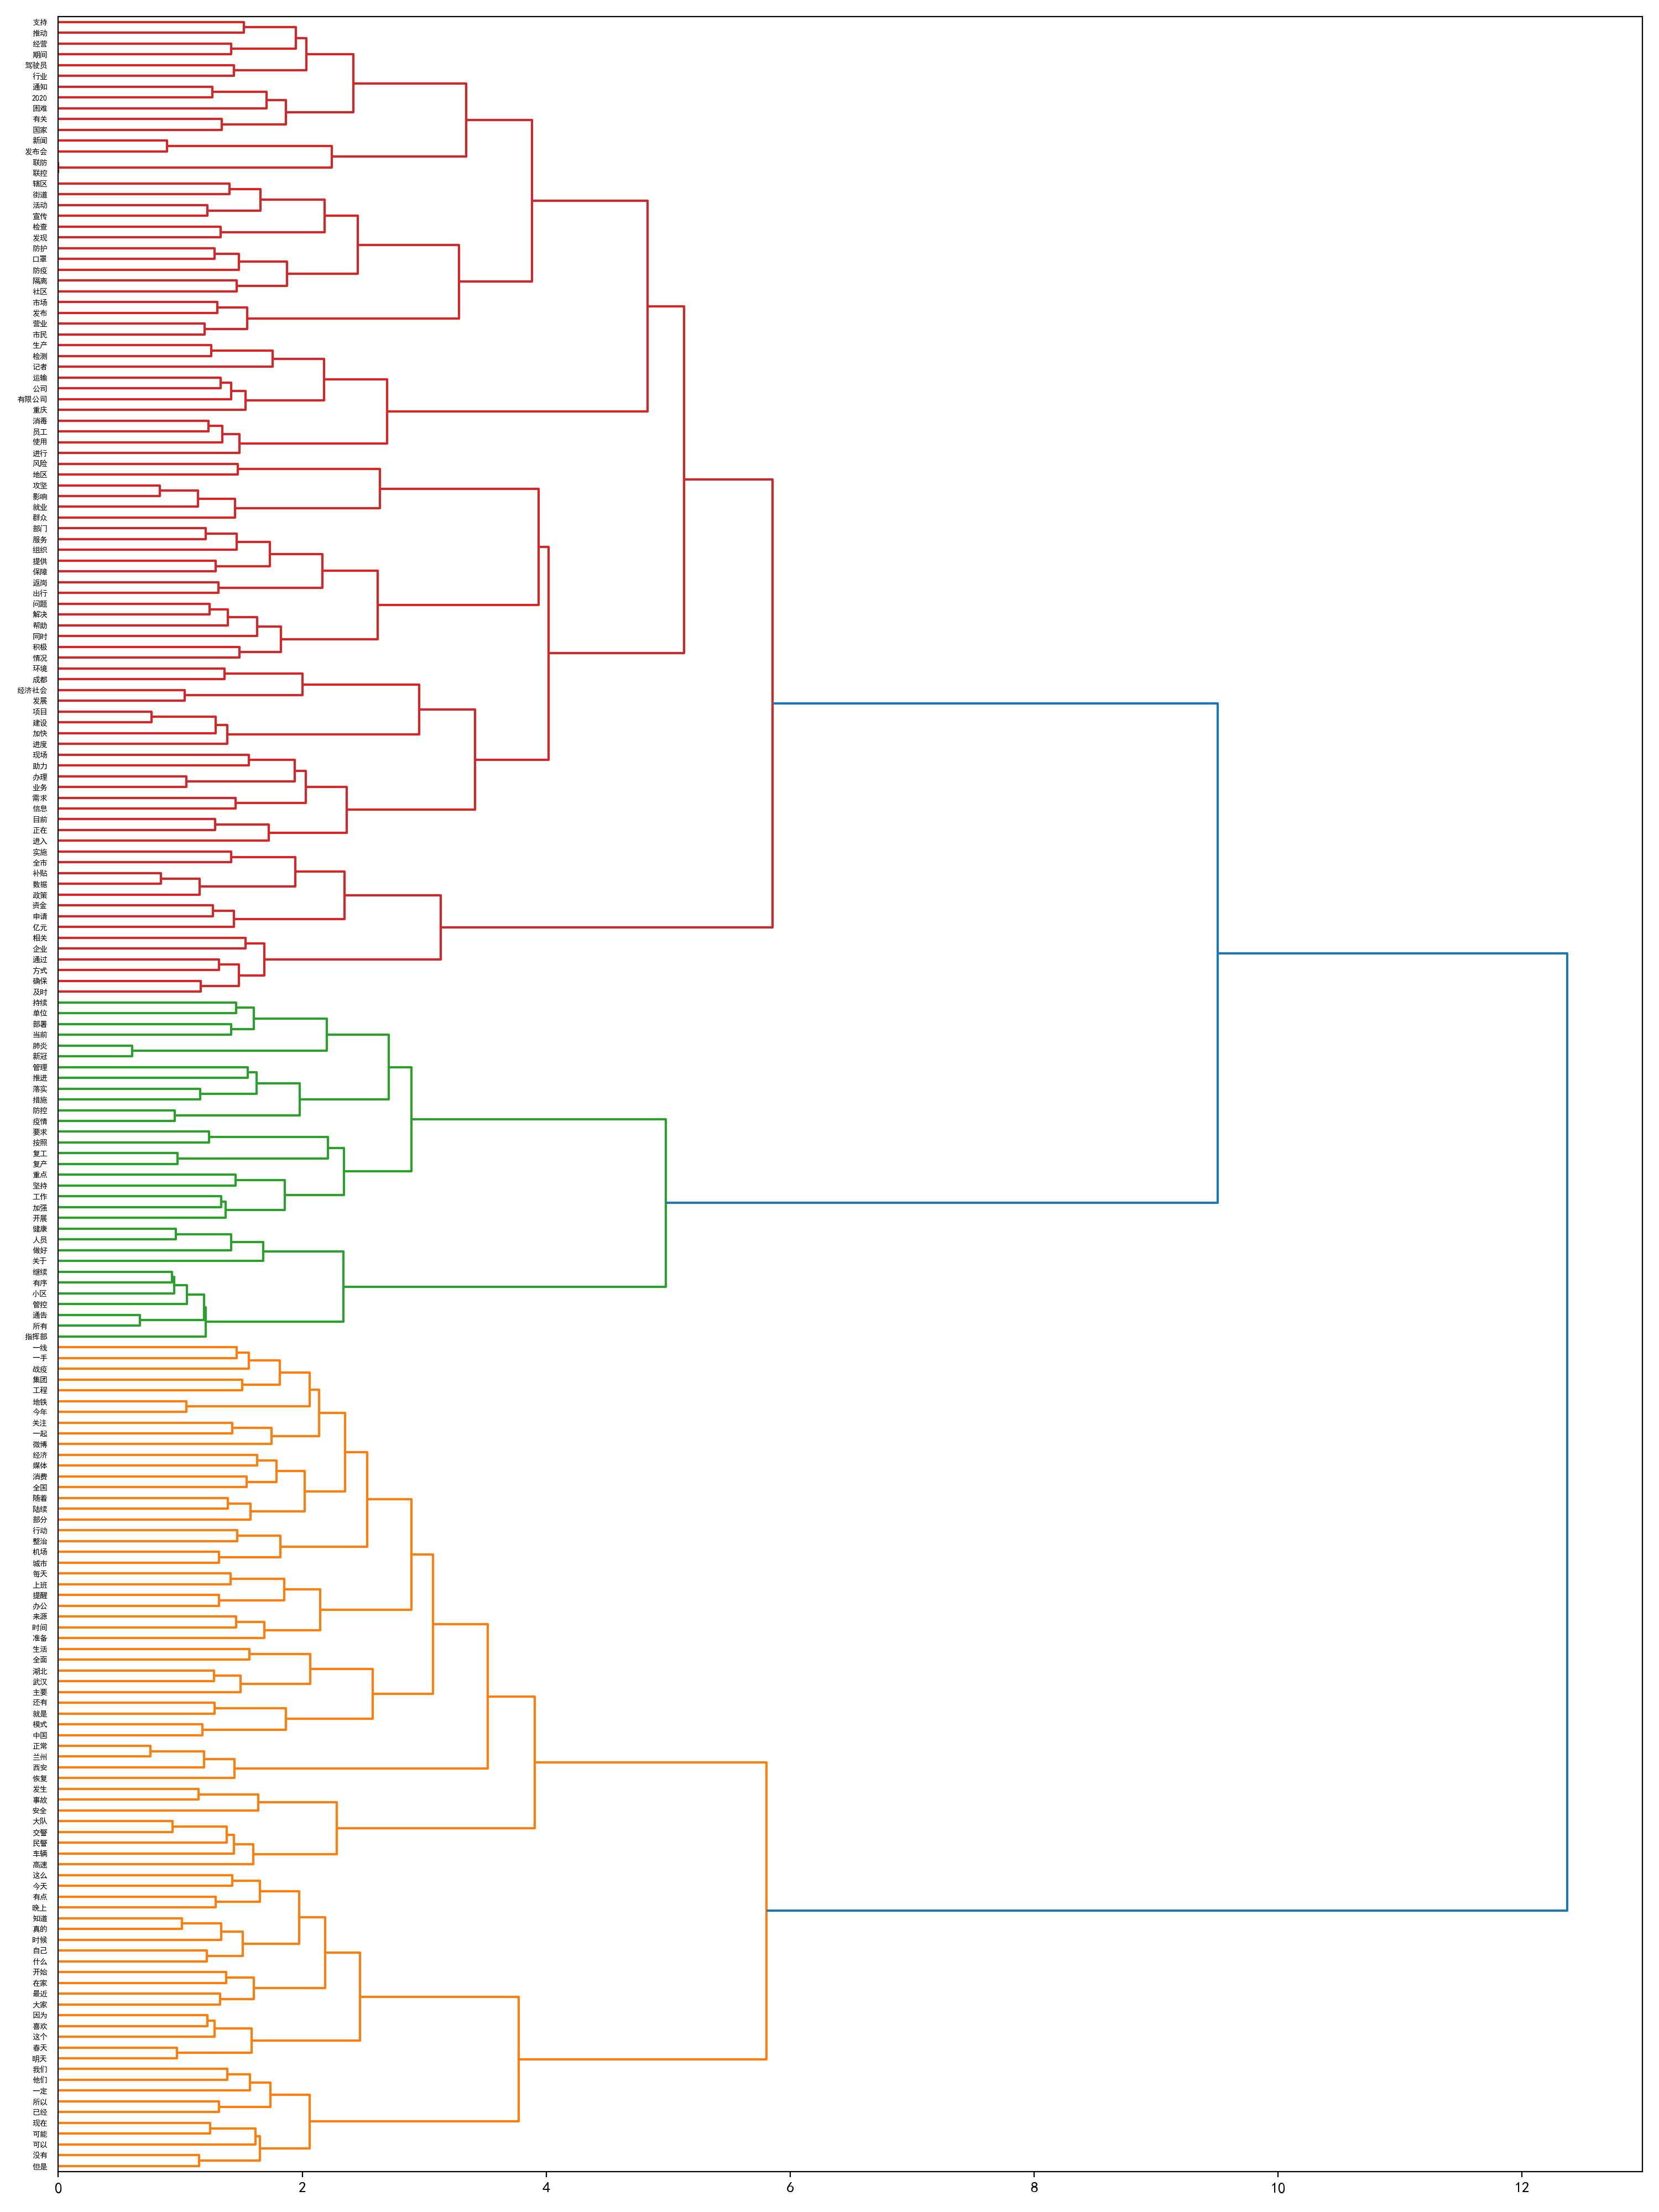 支持
推动
经营
期间
驾驶员
行业
通知
2020
困难
有关
国家
新闻
发布会
联防
联控
辖区
街道
活动
宣传
检查
发现
防护
口罩
防疫
隔离
社区
市场
发布
营业
市民
生产
检测
记者
运输
公司
有限公司
重庆
消毒
员工
使用
进行
风险
地区
攻坚
影响
就业
群众
部门
服务
组织
提供
保障
返岗
出行
问题
解决
帮助
同时
积极
情况
环境
成都
经济社会
发展
项目
建设
加快
进度
现场
助力
办理
业务
需求
信息
目前
正在
进入
实施
全市
补贴
数据
政策
资金
申请
亿元
相关
企业
通过
方式
确保
及时
持续
单位
部署
当前
肺炎
新冠
管理
推进
落实
措施
防控
疫情
要求
按照
复工
复产
重点
坚持
工作
加强
开展
健康
人员
做好
关于
继续
有序
小区
管控
通告
所有
指挥部
一线
一手
战疫
集团
工程
地铁
今年
关注
一起
微博
经济
媒体
消费
全国
随着
陆续
部分
行动
整治
机场
城市
每天
上班
提醒
办公
来源
时间
准备
生活
全面
湖北
武汉
主要
还有
就是
模式
中国
正常
兰州
西安
恢复
发生
事故
安全
大队
交警
民警
车辆
高速
这么
今天
有点
晚上
知道
真的
时候
自己
什么
开始
在家
最近
大家
因为
喜欢
这个
春天
明天
我们
他们
一定
所以
已经
现在
可能
可以
没有
但是
0 2 4 6 8 10 12